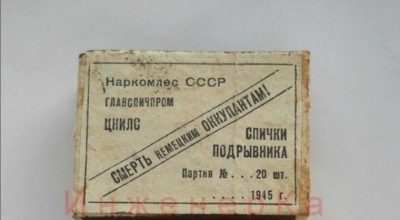 Наркомлес СССР
ГЛАВСПИЧПРОМ
ЦНИЛС
СМЕРТЬ НЕМЕЦКИМ ОККУПАНТАМ!
СПИЧКИ
ПОДРЫВНИКА
Партия № . . . 20 шт.
. . . . . 1945 г.
Инженерка